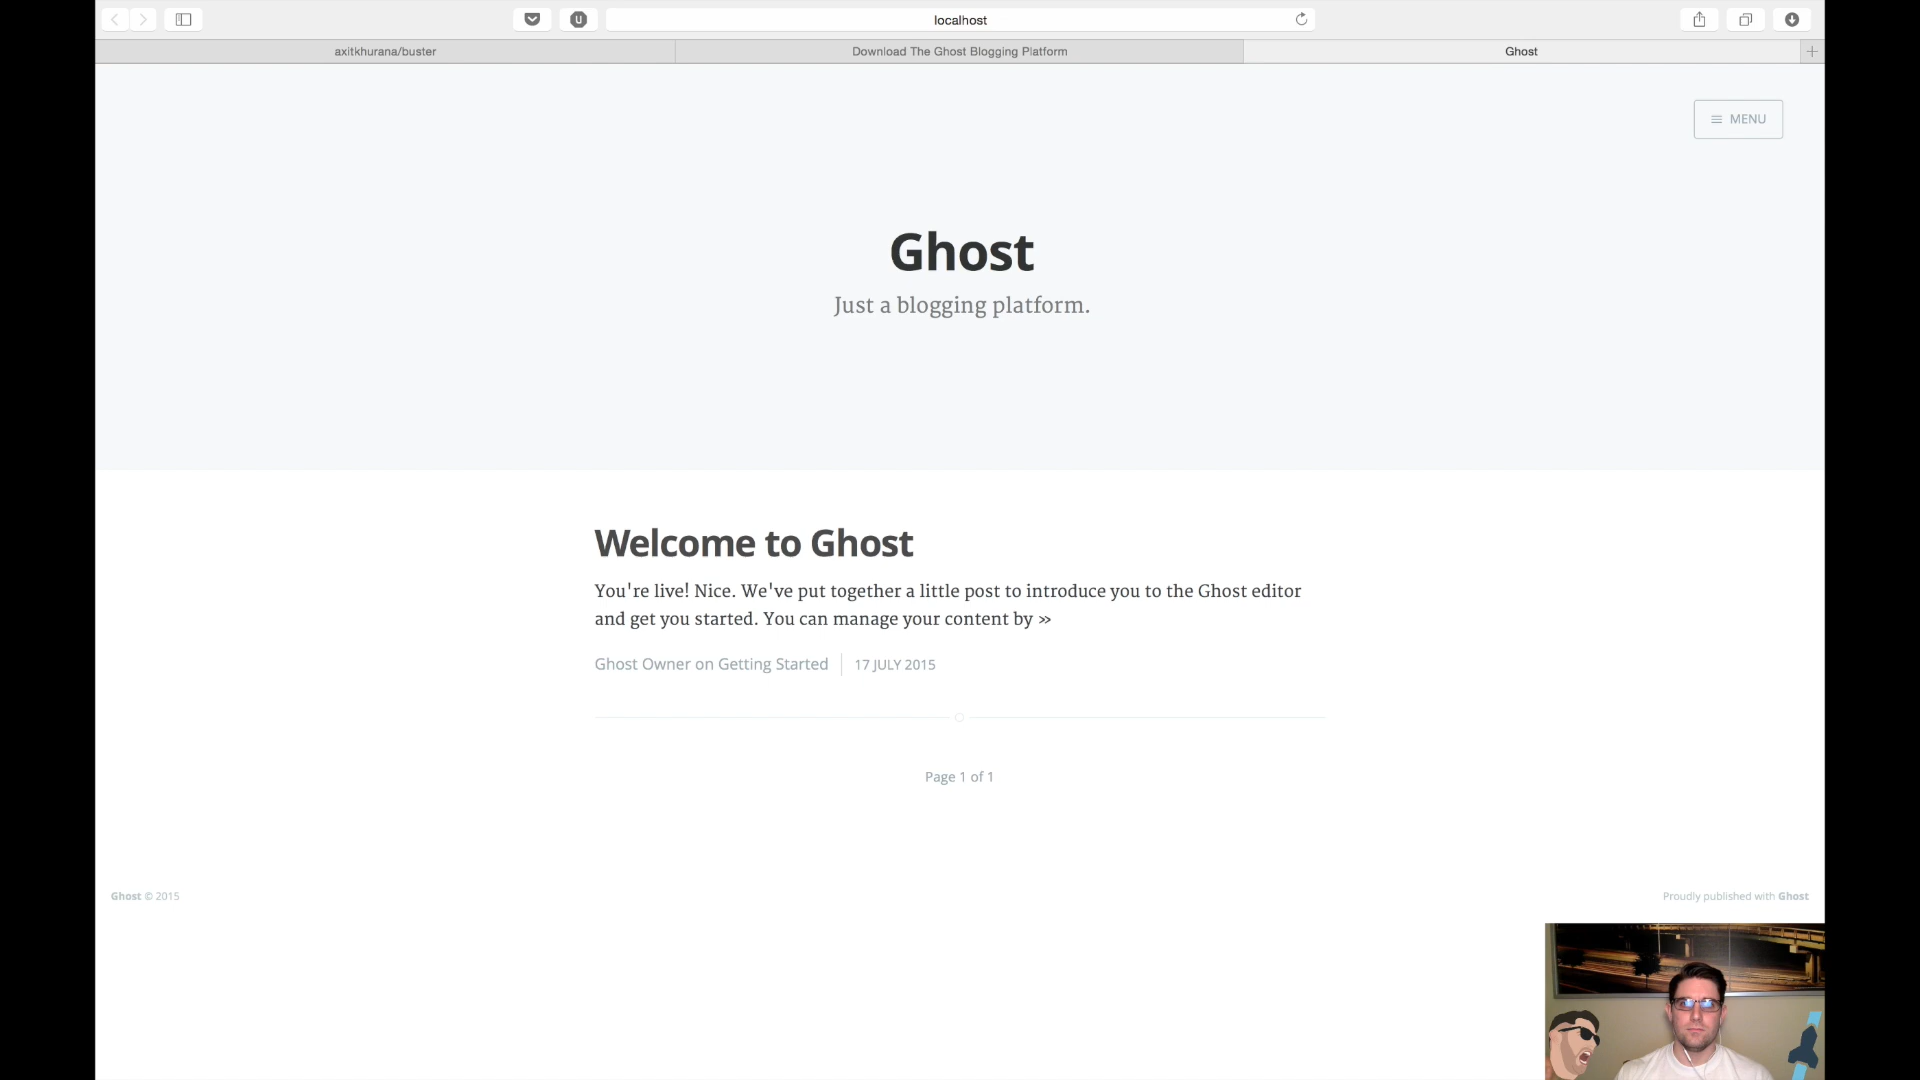 localhost
axitkhurana/buster
Download The Ghost Blogging Platform
Ghost
MENU
Ghost
Just a blogging platform.
Welcome to Ghost
You're live! Nice. We've put together a little post to introduce you to the Ghost editor
and get you started. You can manage your content by »
Ghost Owner on Getting Started
17 JULY 2015
Page 1 of 1
Ghost © 2015
Proudly published with Ghost